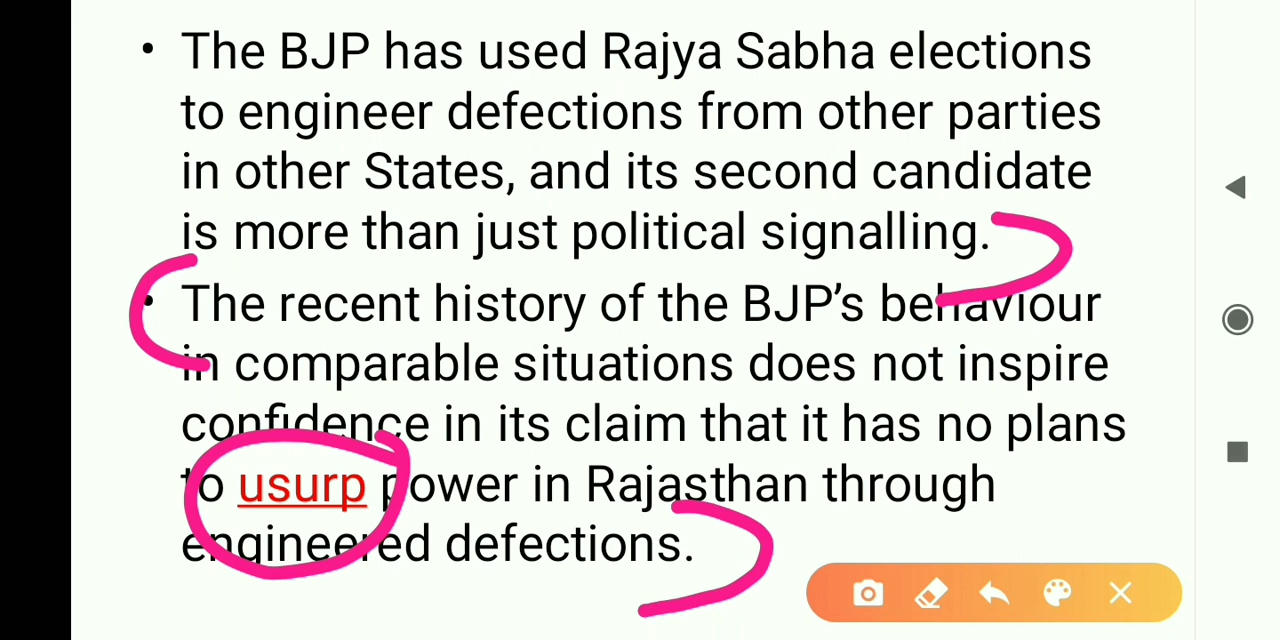 • The BJP has used Rajya Sabha elections
to engineer defections from other parties
in other States, and its second candidate
is more than just political signalling.
• The recent history of the BJP’s behaviour
in comparable situations does not inspire
confidence in its claim that it has no plans
to usurp power in Rajasthan through
engineered defections.